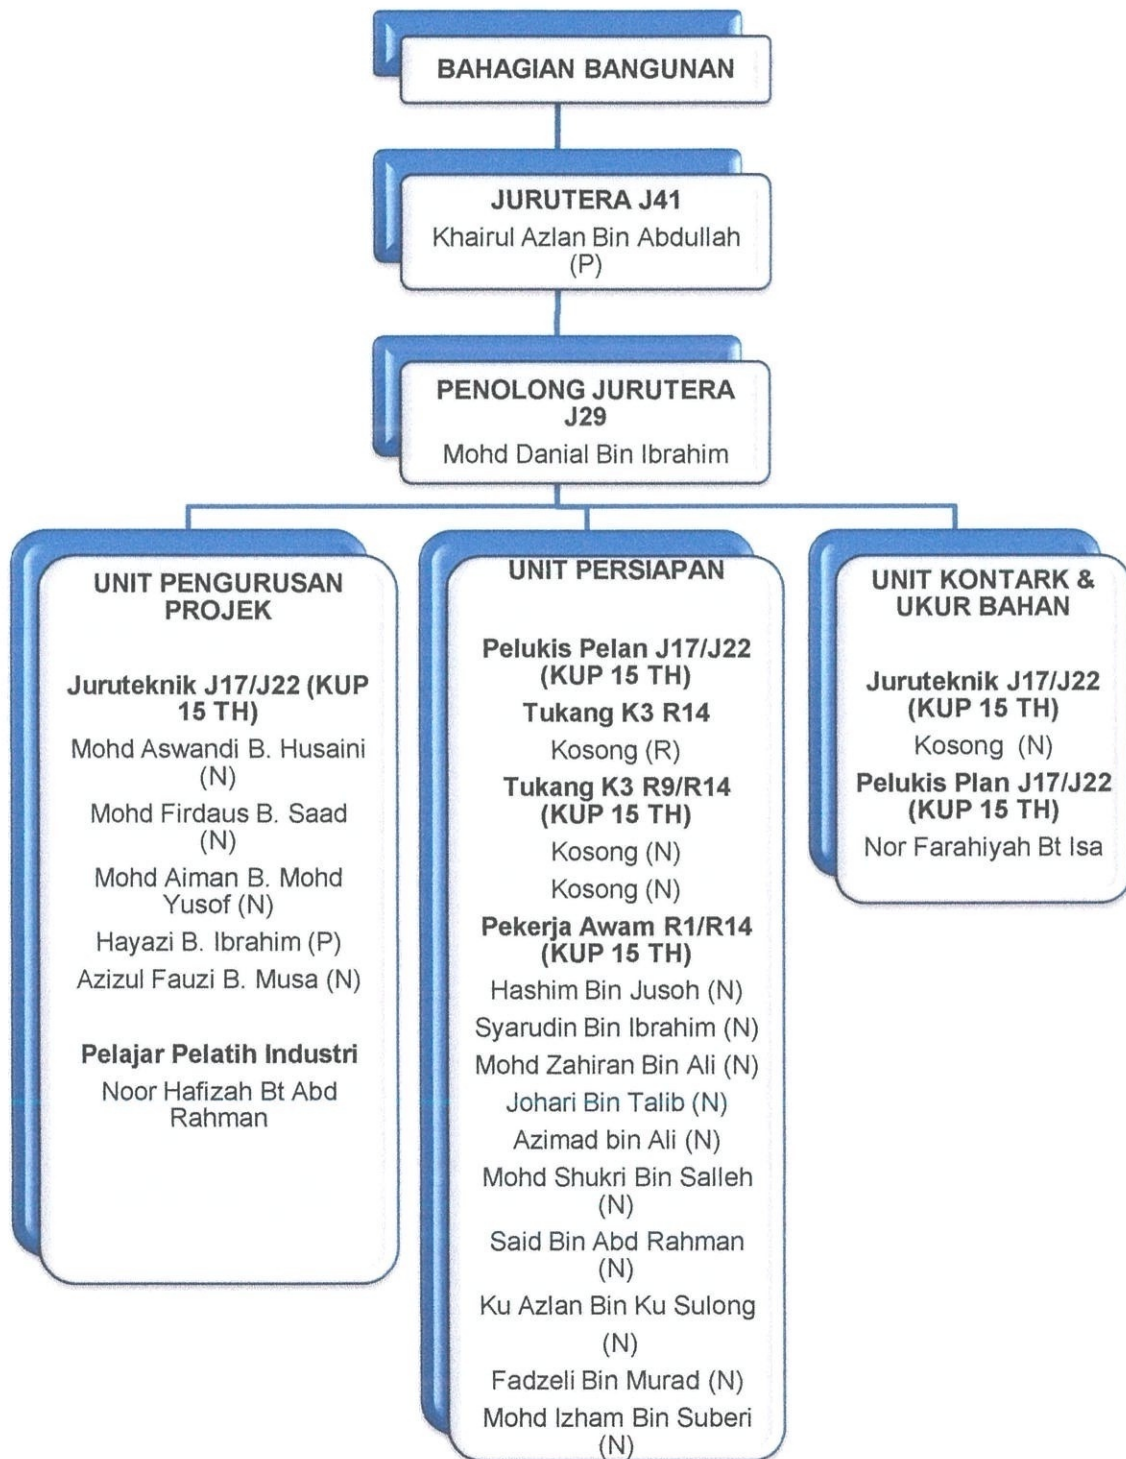 BAHAGIAN BANGUNAN
JURUTERA J41
Khairul Azlan Bin Abdullah
(P)
PENOLONG JURUTERA
J29
Mohd Danial Bin Ibrahim
UNIT PENGURUSAN
PROJEK
Juruteknik J17/J22 (KUP
15 TH)
Mohd Aswandi B. Husaini
(N)
Mohd Firdaus B. Saad
(N)
Mohd Aiman B. Mohd
Yusof (N)
Hayazi B. Ibrahim (P)
Azizul Fauzi B. Musa (N)
Pelajar Pelatih Industri
Noor Hafizah Bt Abd
Rahman
UNIT PERSIAPAN
Pelukis Pelan J17/J22
(KUP 15 TH)
Tukang K3 R14
Kosong (R)
Tukang K3 R9/R14
(KUP 15 TH)
Kosong (N)
Kosong (N)
Pekerja Awam R1/R14
(KUP 15 TH)
Hashim Bin Jusoh (N)
Syarudin Bin Ibrahim (N)
Mohd Zahiran Bin Ali (N)
Johari Bin Talib (N)
Azimad bin Ali (N)
Mohd Shukri Bin Salleh
(N)
Said Bin Abd Rahman
(N)
Ku Azlan Bin Ku Sulong
(N)
Fadzeli Bin Murad (N)
Mohd Izham Bin Suberi
(N)
UNIT KONTARK &
UKUR BAHAN
Juruteknik J17/J22
(KUP 15 TH)
Kosong (N)
Pelukis Plan J17/J22
(KUP 15 TH)
Nor Farahiyah Bt Isa